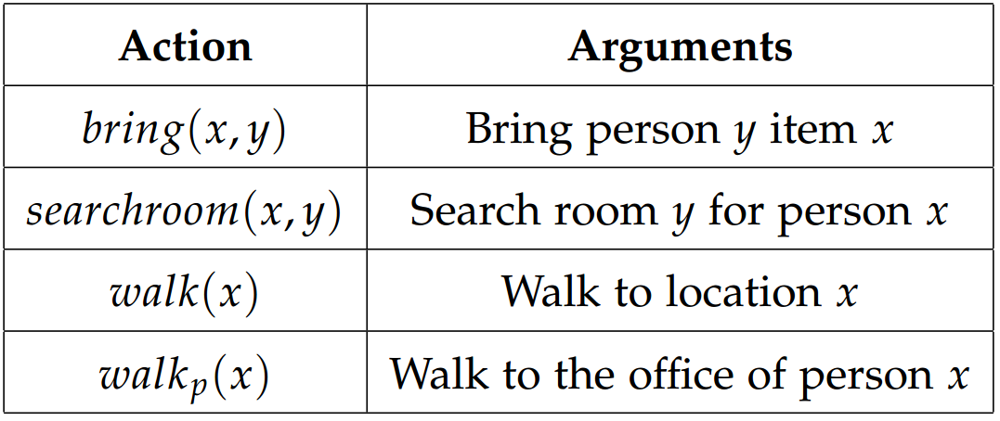 Action Arguments
bring(x, y) Bring person y item x
searchroom(x, y) Search room y for person x
walk(x) Walk to location x
walkₚ(x) Walk to the office of person x